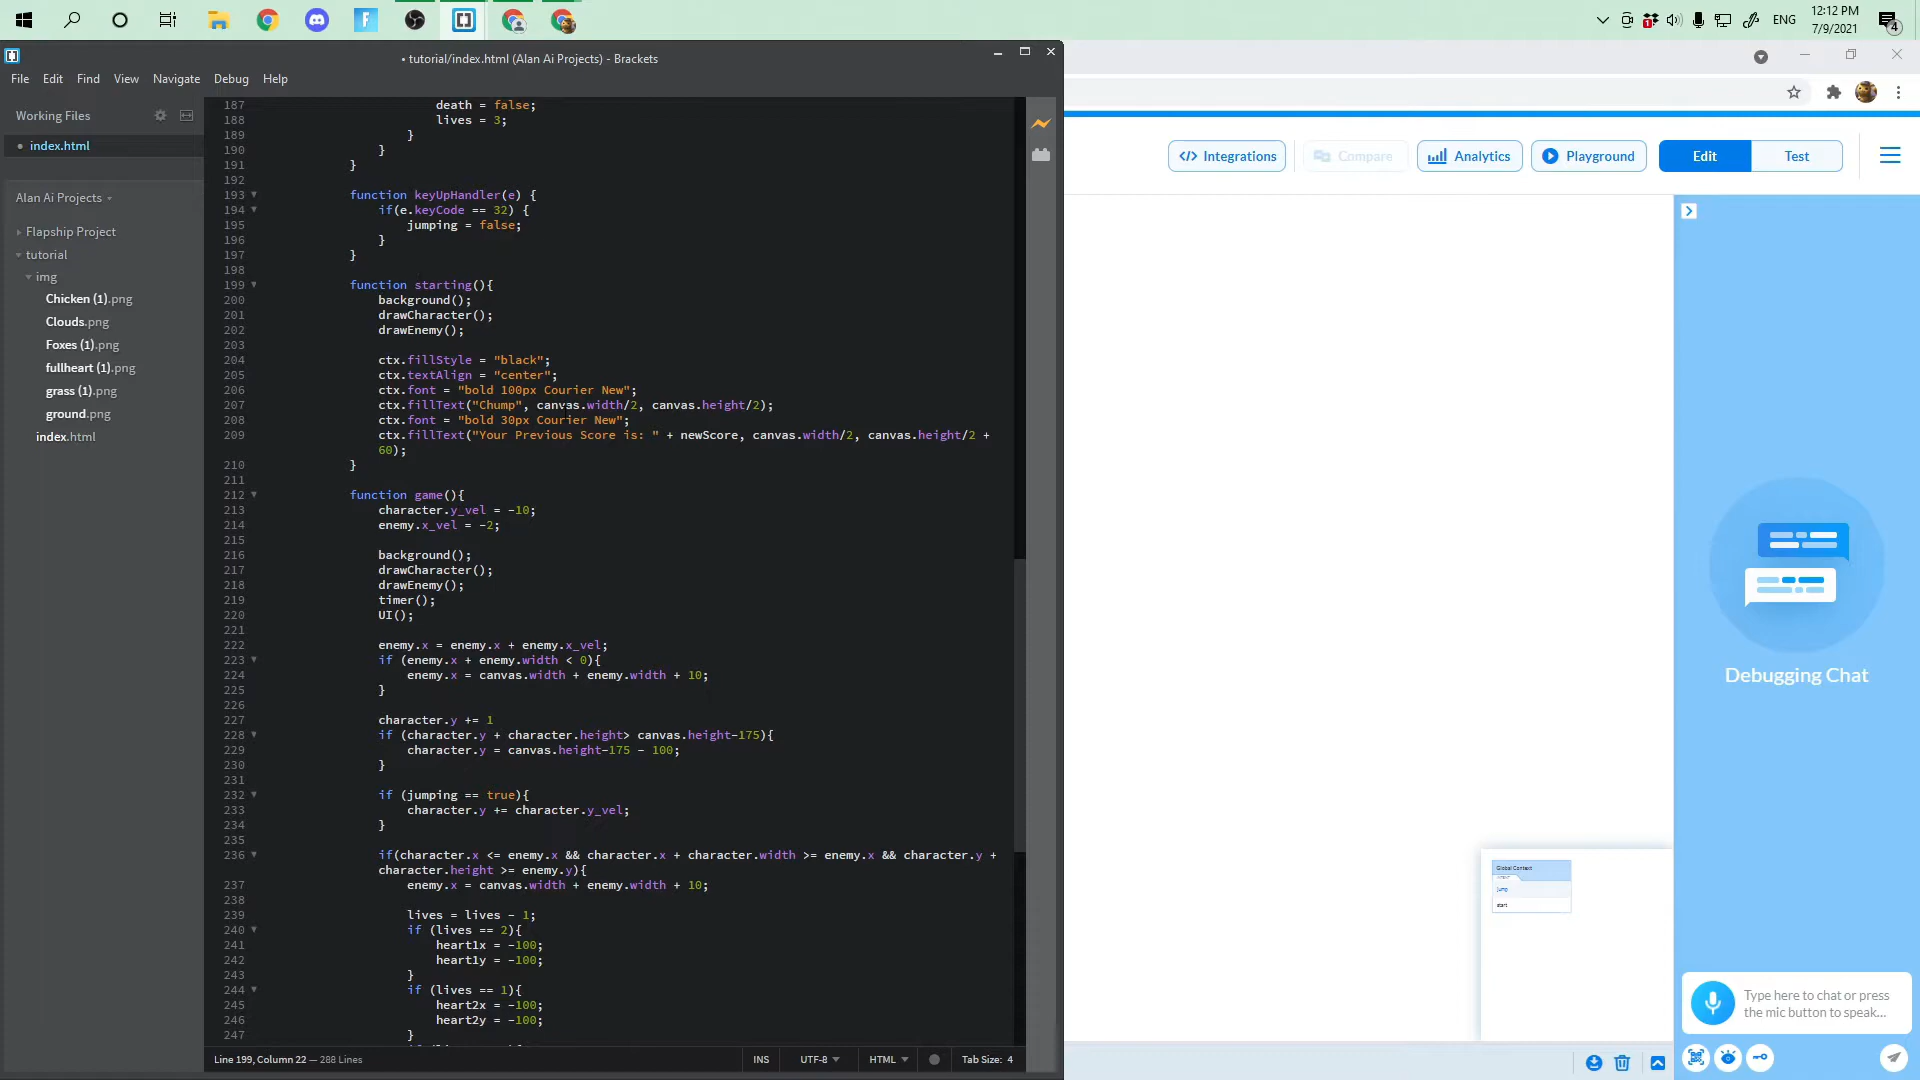 12:12 PM
ENG
7/9/2021
4
• tutorial/index.html (Alan Ai Projects) - Brackets
File Edit Find View Navigate Debug Help
Working Files
index.html
Alan Ai Projects
Flapship Project
tutorial
img
Chicken (1).png
Clouds.png
Foxes (1).png
fullheart (1).png
grass (1).png
ground.png
index.html
187 death = false;
188 lives = 3;
189 }
190 }
191 }
192
193 function keyUpHandler(e) {
194 if(e.keyCode == 32) {
195 jumping = false;
196 }
197 }
198
199 function starting(){
200 background();
201 drawCharacter();
202 drawEnemy();
203
204 ctx.fillStyle = "black";
205 ctx.textAlign = "center";
206 ctx.font = "bold 100px Courier New";
207 ctx.fillText("Chump", canvas.width/2, canvas.height/2);
208 ctx.font = "bold 30px Courier New";
209 ctx.fillText("Your Previous Score is: " + newScore, canvas.width/2, canvas.height/2 +
60);
210 }
211
212 function game(){
213 character.y_vel = -10;
214 enemy.x_vel = -2;
215
216 background();
217 drawCharacter();
218 drawEnemy();
219 timer();
220 UI();
221
222 enemy.x = enemy.x + enemy.x_vel;
223 if (enemy.x + enemy.width < 0){
224 enemy.x = canvas.width + enemy.width + 10;
225 }
226
227 character.y += 1
228 if (character.y + character.height> canvas.height-175){
229 character.y = canvas.height-175 - 100;
230 }
231
232 if (jumping == true){
233 character.y += character.y_vel;
234 }
235
236 if(character.x <= enemy.x && character.x + character.width >= enemy.x && character.y +
character.height >= enemy.y){
237 enemy.x = canvas.width + enemy.width + 10;
238
239 lives = lives - 1;
240 if (lives == 2){
241 heart1x = -100;
242 heart1y = -100;
243 }
244 if (lives == 1){
245 heart2x = -100;
246 heart2y = -100;
247 }
Line 199, Column 22 — 288 Lines
INS UTF-8 HTML Tab Size: 4
</> Integrations Compare Analytics Playground Edit Test
Debugging Chat
Global Context
jump
start
Type here to chat or press
the mic button to speak...